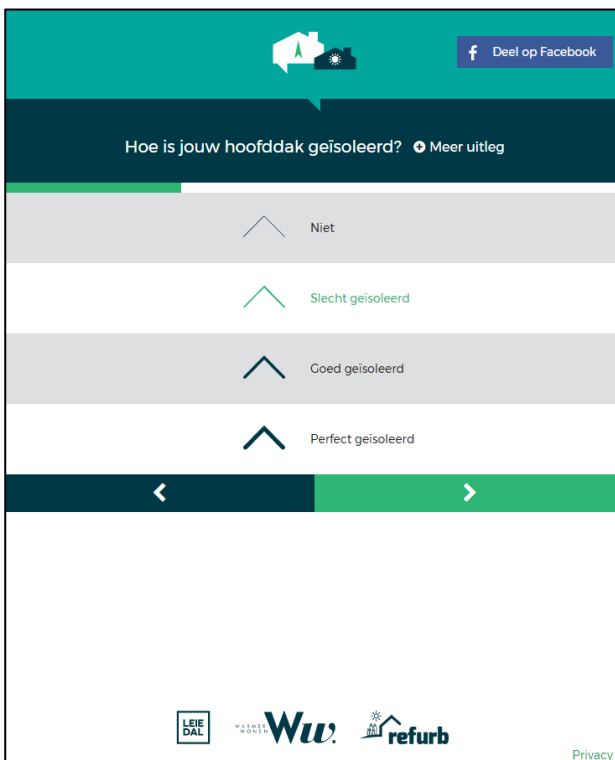 Deel op Facebook
Hoe is jouw hoofddak geïsoleerd? Meer uitleg
Niet
Slecht geïsoleerd
Goed geïsoleerd
Perfect geïsoleerd
LEIE
DAL
WARMER
WONEN
Ww.
refurb
Privacy